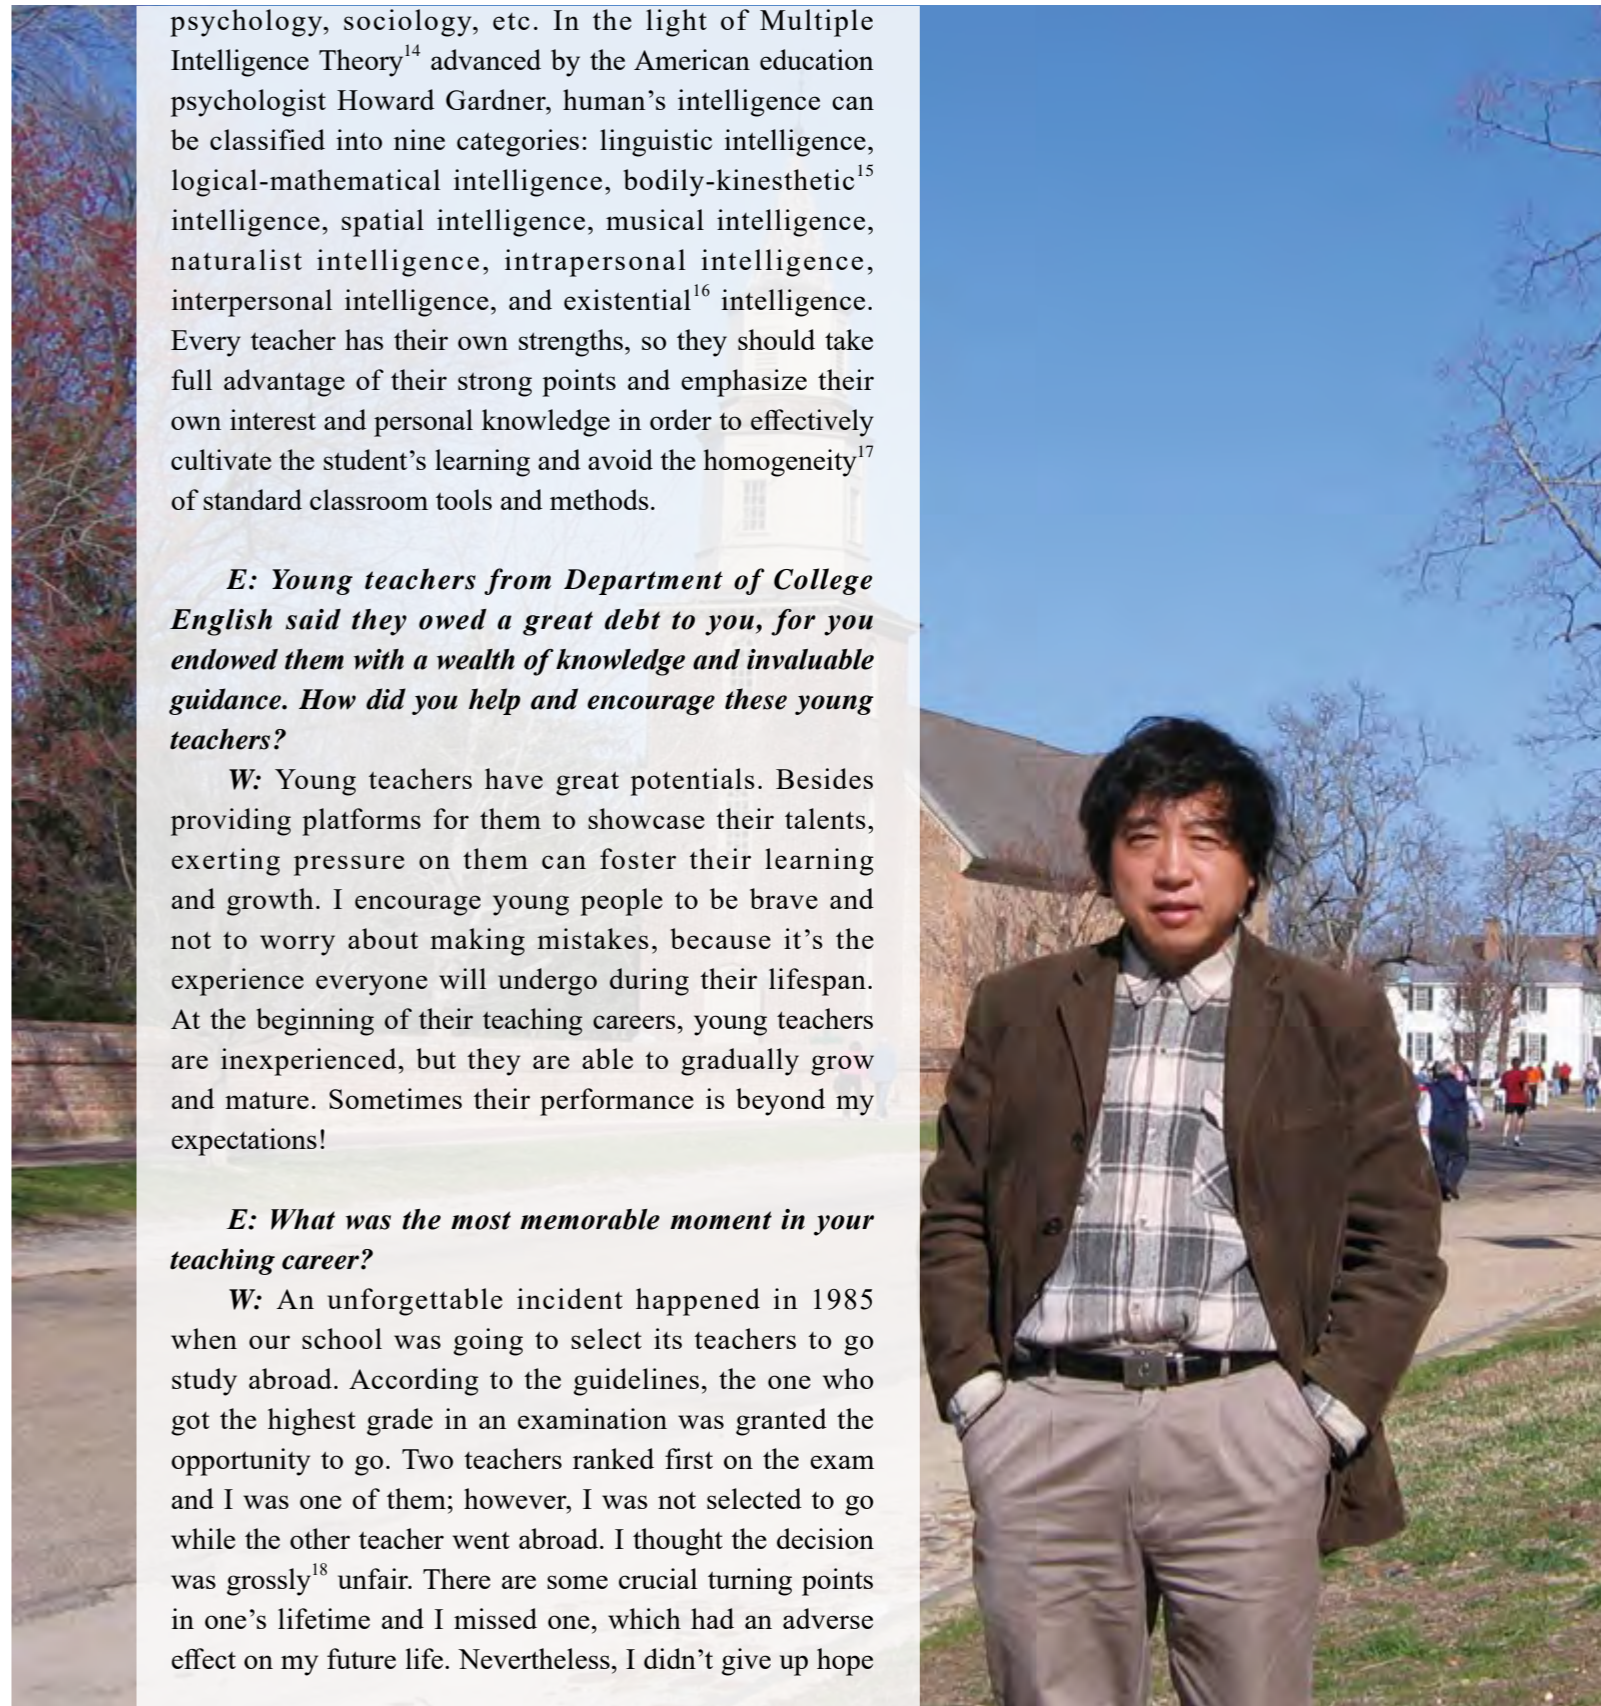 psychology, sociology, etc. In the light of Multiple
Intelligence Theory14 advanced by the American education
psychologist Howard Gardner, human’s intelligence can
be classified into nine categories: linguistic intelligence,
logical-mathematical intelligence, bodily-kinesthetic15
intelligence, spatial intelligence, musical intelligence,
naturalist intelligence, intrapersonal intelligence,
interpersonal intelligence, and existential16 intelligence.
Every teacher has their own strengths, so they should take
full advantage of their strong points and emphasize their
own interest and personal knowledge in order to effectively
cultivate the student’s learning and avoid the homogeneity17
of standard classroom tools and methods.
E: Young teachers from Department of College
English said they owed a great debt to you, for you
endowed them with a wealth of knowledge and invaluable
guidance. How did you help and encourage these young
teachers?
W: Young teachers have great potentials. Besides
providing platforms for them to showcase their talents,
exerting pressure on them can foster their learning
and growth. I encourage young people to be brave and
not to worry about making mistakes, because it’s the
experience everyone will undergo during their lifespan.
At the beginning of their teaching careers, young teachers
are inexperienced, but they are able to gradually grow
and mature. Sometimes their performance is beyond my
expectations!
E: What was the most memorable moment in your
teaching career?
W: An unforgettable incident happened in 1985
when our school was going to select its teachers to go
study abroad. According to the guidelines, the one who
got the highest grade in an examination was granted the
opportunity to go. Two teachers ranked first on the exam
and I was one of them; however, I was not selected to go
while the other teacher went abroad. I thought the decision
was grossly18 unfair. There are some crucial turning points
in one’s lifetime and I missed one, which had an adverse
effect on my future life. Nevertheless, I didn’t give up hope